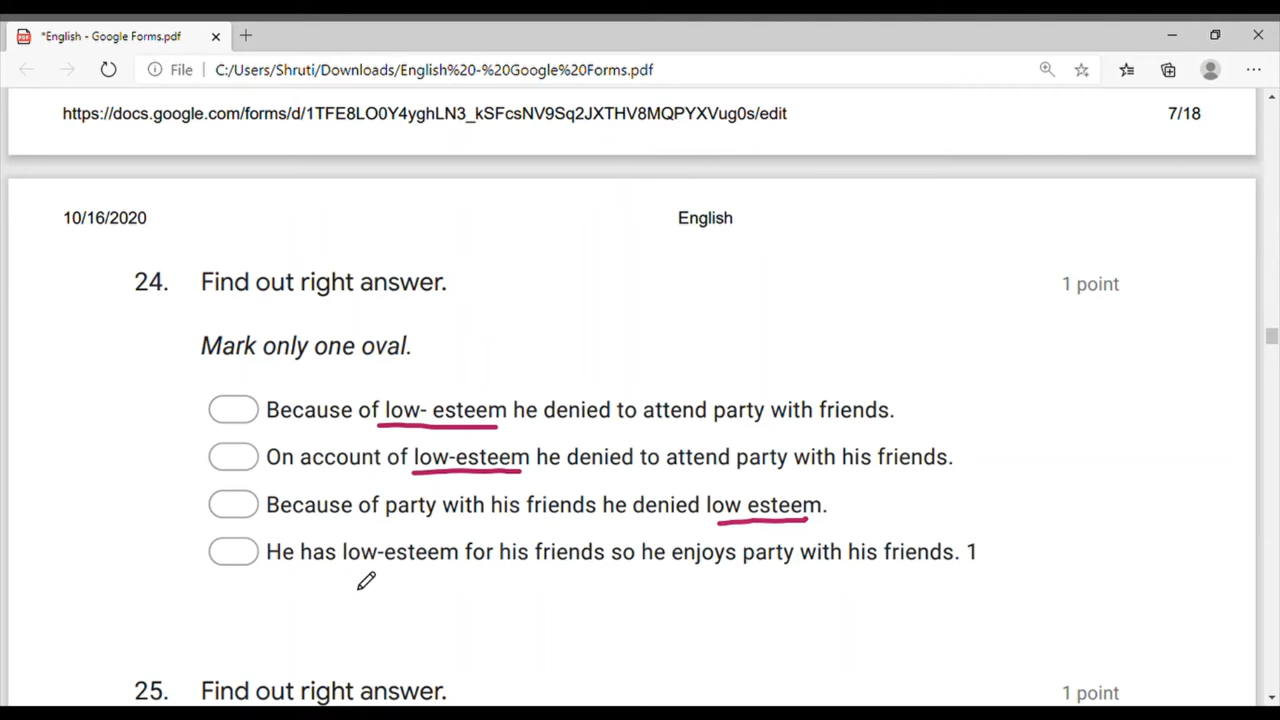 *English - Google Forms.pdf
File | C:/Users/Shruti/Downloads/English%20-%20Google%20Forms.pdf
https://docs.google.com/forms/d/1TFE8LO0Y4yghLN3_kSFcsNV9Sq2JXTHV8MQPYXVug0s/edit 7/18
10/16/2020 English
24. Find out right answer. 1 point
Mark only one oval.
Because of low- esteem he denied to attend party with friends.
On account of low-esteem he denied to attend party with his friends.
Because of party with his friends he denied low esteem.
He has low-esteem for his friends so he enjoys party with his friends. 1
25. Find out right answer. 1 point